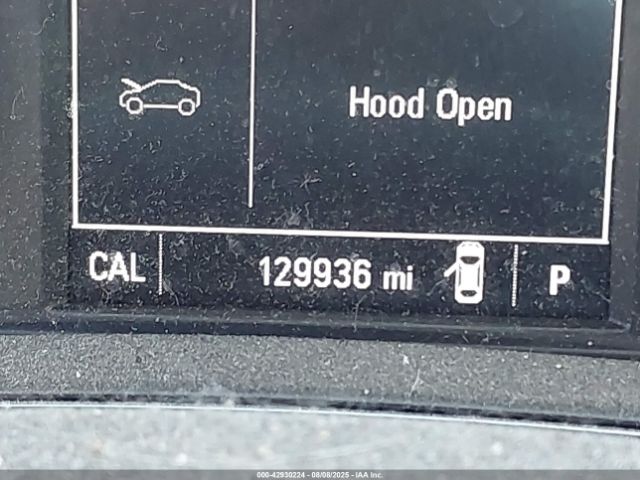 Hood Open
CAL 129936 mi P
000-42930224 - 08/08/2025 - IAA Inc.